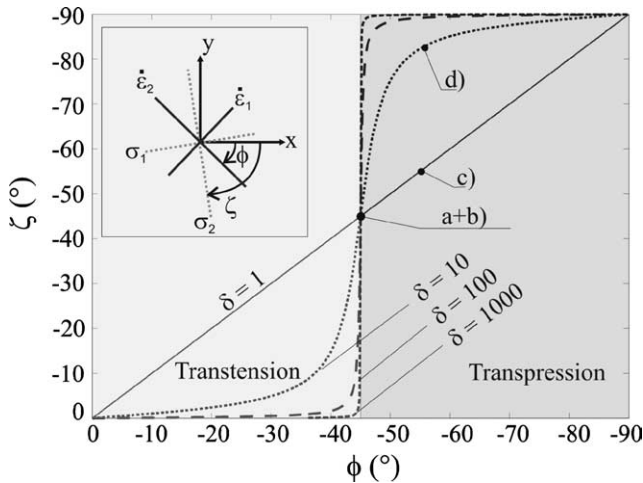 -90
-80
-70
-60
-50
-40
-30
-20
-10
0
ζ (°)
y
x
ε̇₂
ε̇₁
σ₁
σ₂
ϕ
ζ
d)
c)
a+b)
δ = 1
δ = 10
δ = 100
δ = 1000
Transtension
Transpression
0 -10 -20 -30 -40 -50 -60 -70 -80 -90
ϕ (°)